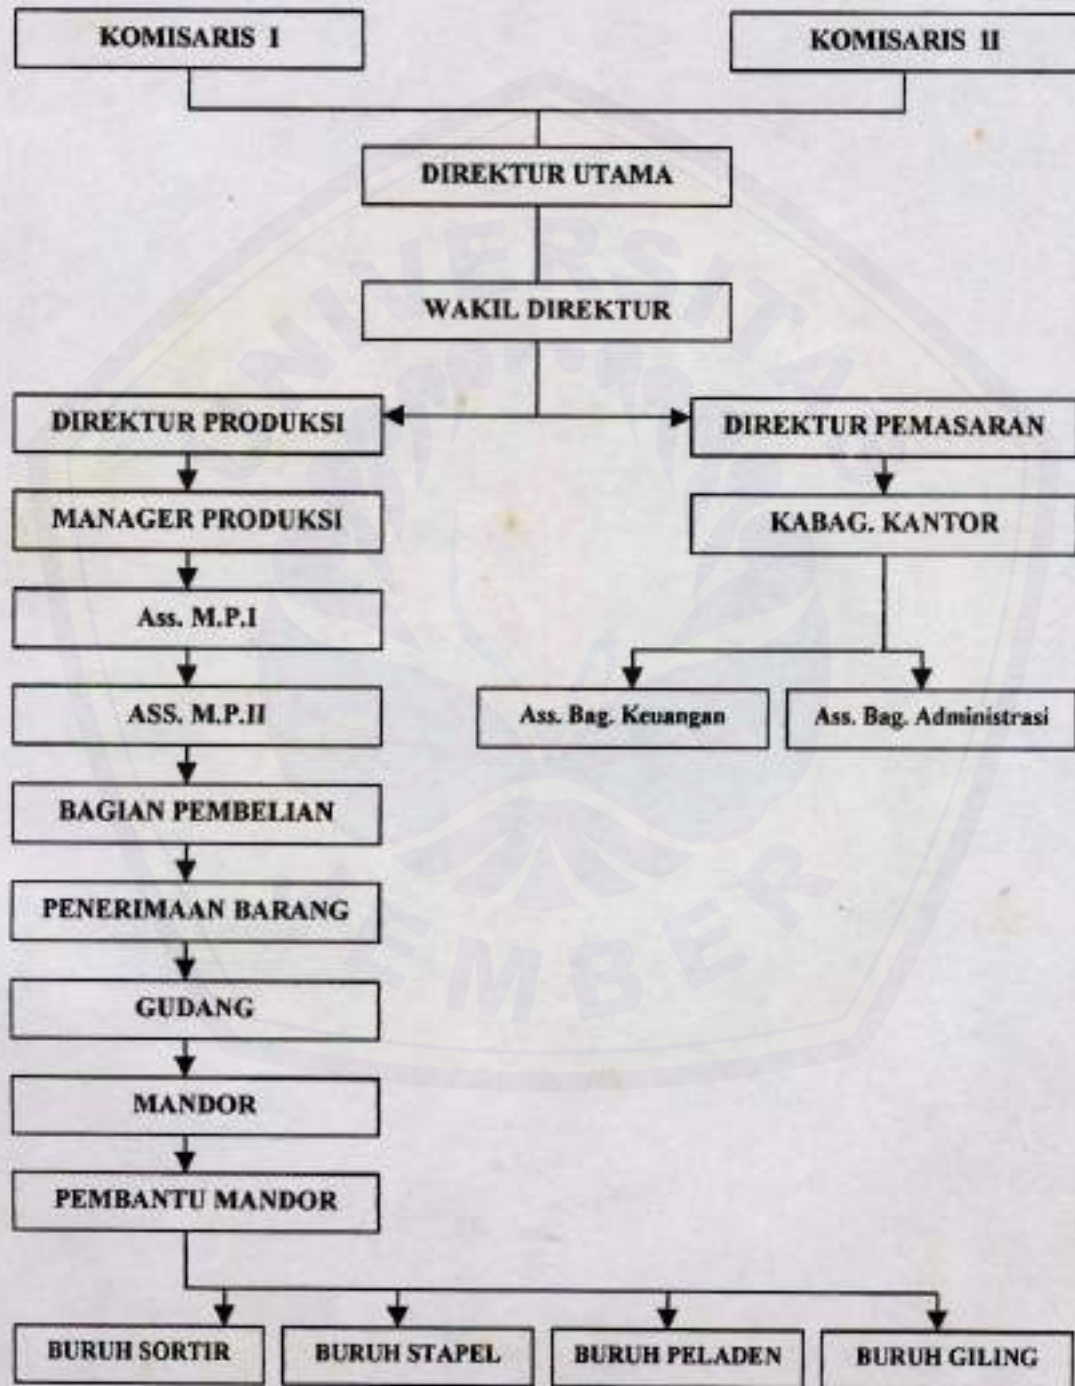 KOMISARIS I
KOMISARIS II
DIREKTUR UTAMA
WAKIL DIREKTUR
DIREKTUR PRODUKSI
DIREKTUR PEMASARAN
MANAGER PRODUKSI
KABAG. KANTOR
Ass. M.P.I
ASS. M.P.II
Ass. Bag. Keuangan
Ass. Bag. Administrasi
BAGIAN PEMBELIAN
PENERIMAAN BARANG
GUDANG
MANDOR
PEMBANTU MANDOR
BURUH SORTIR
BURUH STAPEL
BURUH PELADEN
BURUH GILING
UNIVERSITAS
JEMBER